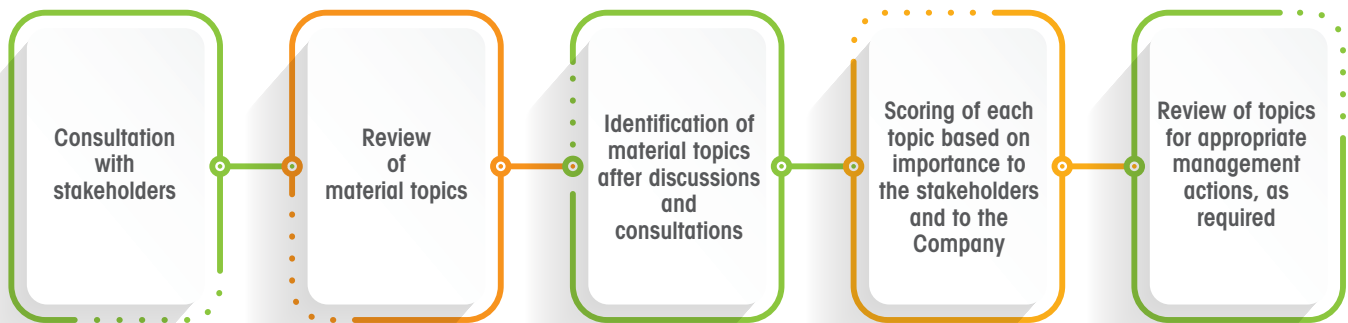 Consultation
with
stakeholders
Review
of
material topics
Identification of
material topics
after discussions
and
consultations
Scoring of each
topic based on
importance to
the stakeholders
and to the
Company
Review of topics
for appropriate
management
actions, as
required